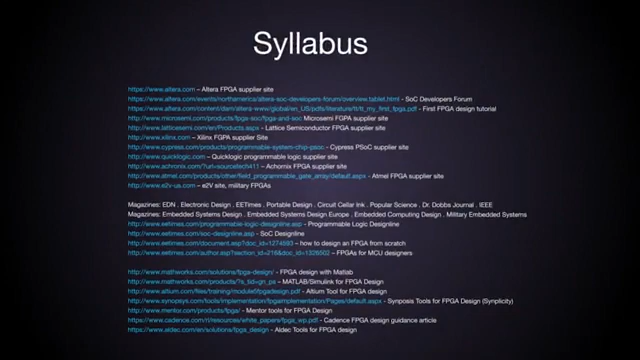 Syllabus
https://www.altera.com – Altera FPGA supplier site
https://www.altera.com/events/northamerica/altera-soc-developers-forum/overview.tablet.html - SoC Developers Forum
https://www.altera.com/content/dam/altera-www/global/en_US/pdfs/literature/tt/tt_my_first_fpga.pdf - First FPGA design tutorial
http://www.microsemi.com/products/fpga-soc/fpga-and-soc Microsemi FGPA supplier
http://www.latticesemi.com/en/Products.aspx - Lattice Semiconductor FPGA supplier
http://www.xilinx.com – Xilinx FGPA supplier Site
http://www.cypress.com/products/programmable-system-chip-psoc - Cypress PSoC supplier
http://www.quicklogic.com – Quicklogic programmable logic supplier
http://www.achronix.com/?url=sourcetech411 – Achornix FPGA supplier
http://www.atmel.com/products/other/field_programmable_gate_array/default.aspx - Atmel FPGA supplier
http://www.e2v-us.com – e2V site, military FPGAs
Magazines: EDN . Electronic Design . EETimes . Portable Design . Circuit Cellar Ink . Popular Science . Dr. Dobbs Journal . IEEE
Magazines: Embedded Systems Design . Embedded Systems Design Europe . Embedded Computing Design . Military Embedded Systems
http://www.eetimes.com/programmable-logic-designline.asp - Programmable Logic Designline
http://www.eetimes.com/soc-designline.asp – SoC Designline
http://www.eetimes.com/document.asp?doc_id=1274593 – how to design an FPGA from scratch
http://www.eetimes.com/author.asp?section_id=216&doc_id=1326502 – FPGAs for MCU designers
http://www.mathworks.com/solutions/fpga-design/ - FPGA design with Matlab
http://www.mathworks.com/products/?s_tid=gn_ps – MATLAB/Simulink for FPGA Design
http://www.altium.com/files/training/module5fpgadesign.pdf - Altium Tool for FPGA Design
http://www.synopsys.com/tools/implementation/fpgaimplementation/Pages/default.aspx - Synposis Tools for FPGA Design (Synplicity)
http://www.mentor.com/products/fpga/ - Mentor tools for FPGA Design
https://www.cadence.com/rl/resources/white_papers/fpga_wp.pdf - Cadence FPGA design guidance article
https://www.aldec.com/en/solutions/fpga_design - Aldec Tools for FPGA design